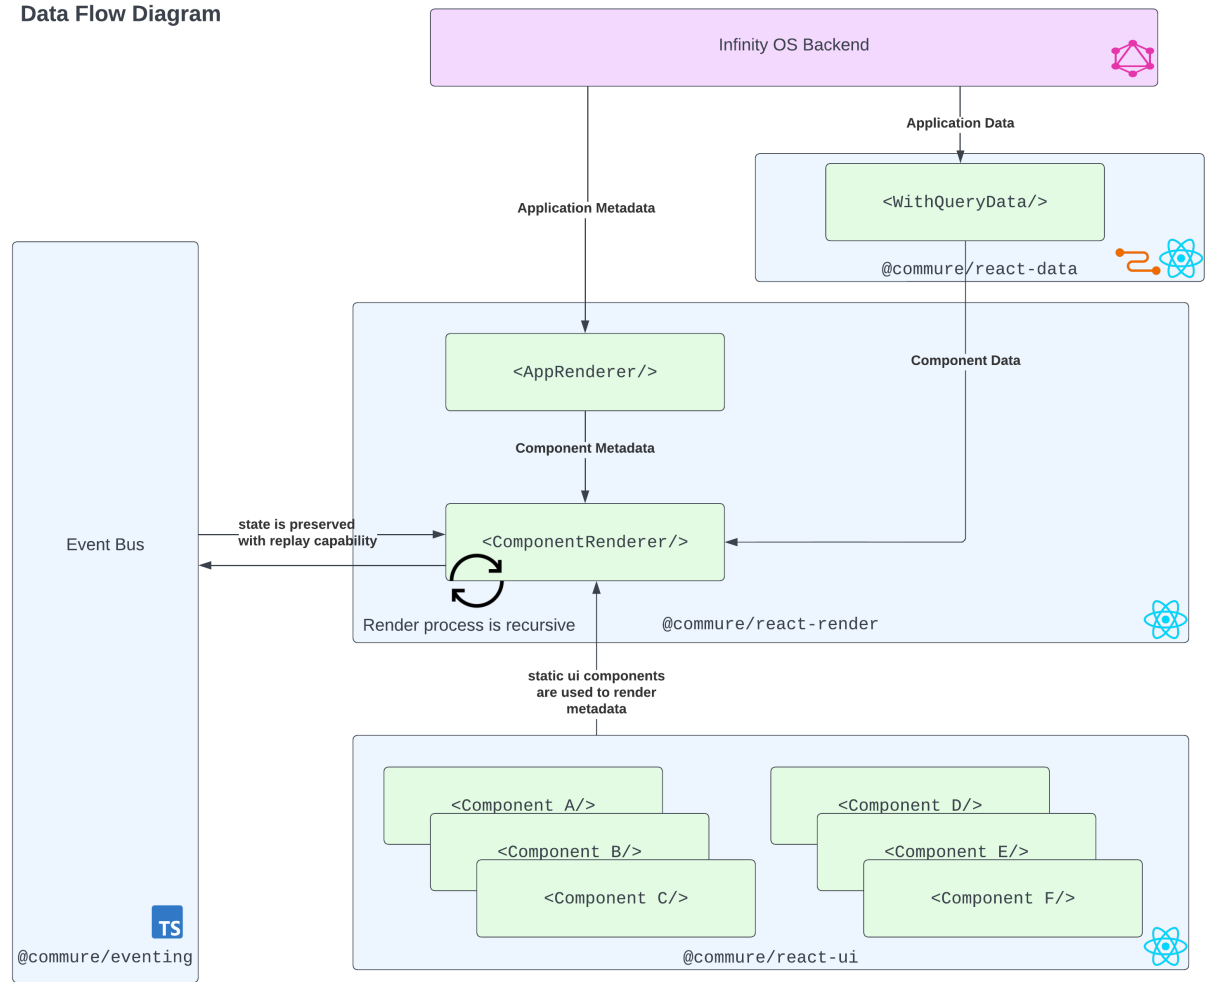 Data Flow Diagram
Infinity OS Backend
Application Data
<WithQueryData/>
Application Metadata
@commure/react-data
<AppRenderer/>
Component Data
Component Metadata
state is preserved
with replay capability
<ComponentRenderer/>
Event Bus
Render process is recursive
@commure/react-render
static ui components
are used to render
metadata
<Component A/>
<Component B/>
<Component C/>
<Component D/>
<Component E/>
<Component F/>
TS
@commure/eventing
@commure/react-ui